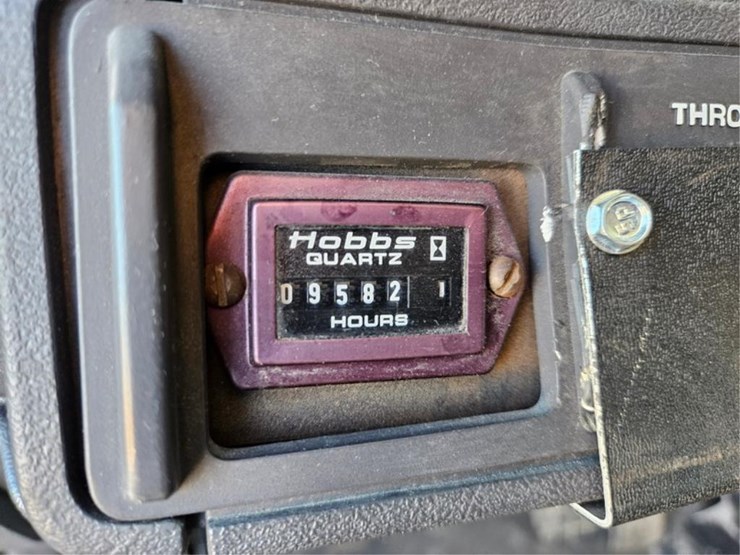 THRO
Hobbs
QUARTZ
09582 1
HOURS